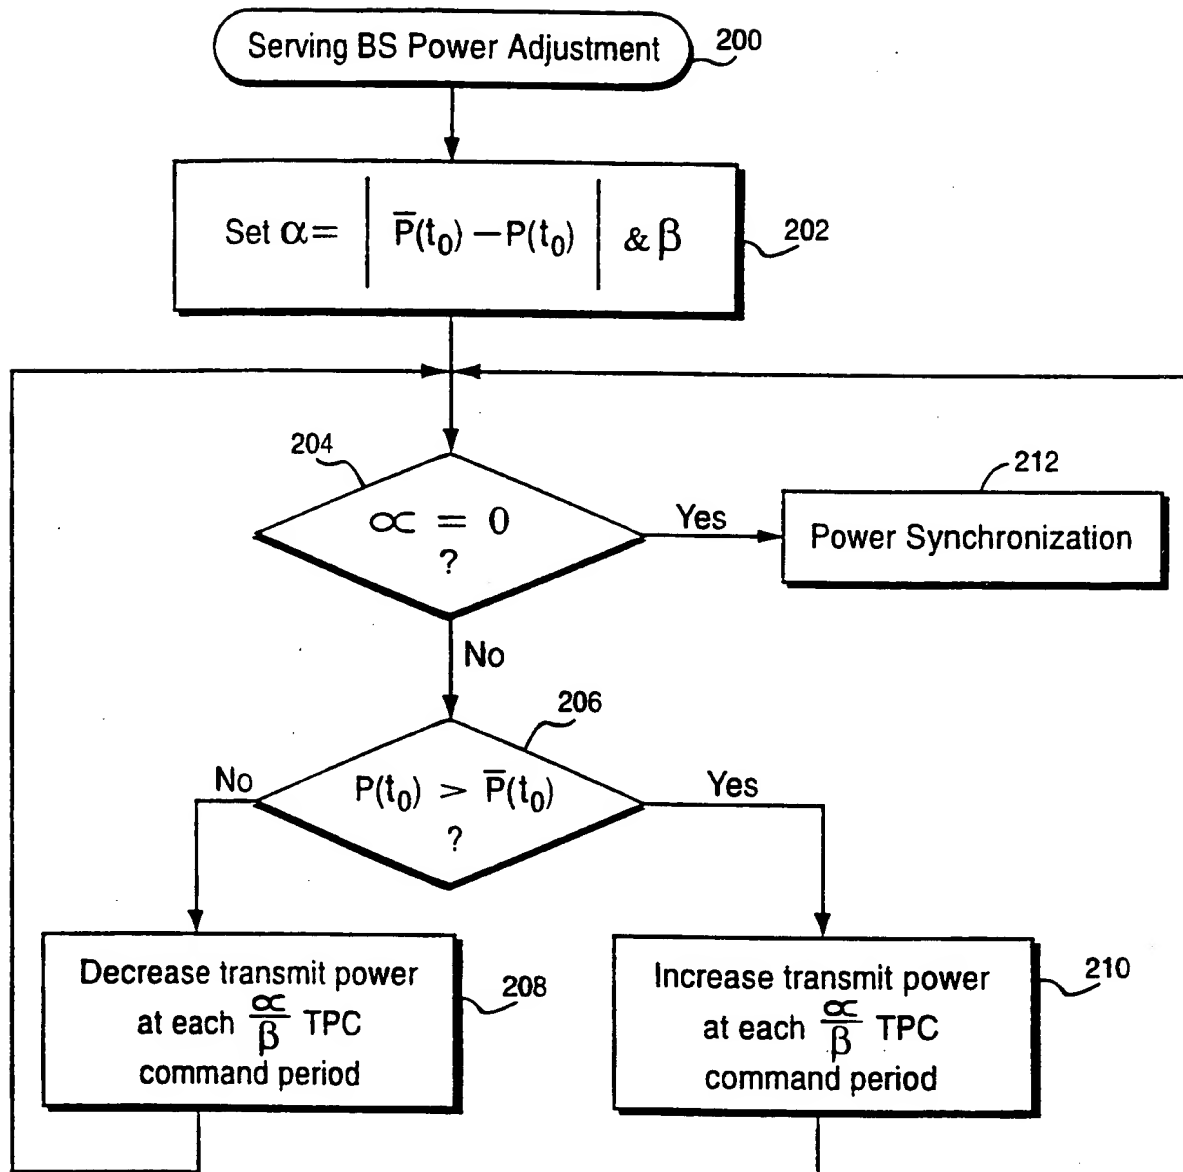 Serving BS Power Adjustment
200
Set α= | P̅(t₀) – P(t₀) | & β
202
204
∝ = 0
?
Yes
212
Power Synchronization
No
206
No
P(t₀) > P̅(t₀)
?
Yes
Decrease transmit power
at each ∝/β TPC
command period
208
Increase transmit power
at each ∝/β TPC
command period
210